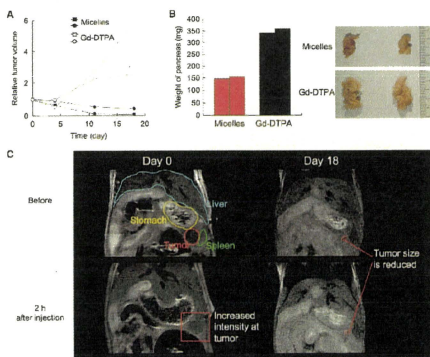 A
Relative tumor volume
4
3
2
1
0
0
5
10
15
20
Time (day)
Micelles
Gd-DTPA
B
Weight of pancreas (mg)
400
350
300
250
200
150
100
50
0
Micelles
Gd-DTPA
Micelles
Gd-DTPA
C
Day 0
Day 18
Before
Liver
Stomach
Tumor
Spleen
Tumor size
is reduced
2 h
after injection
Increased
intensity at
tumor